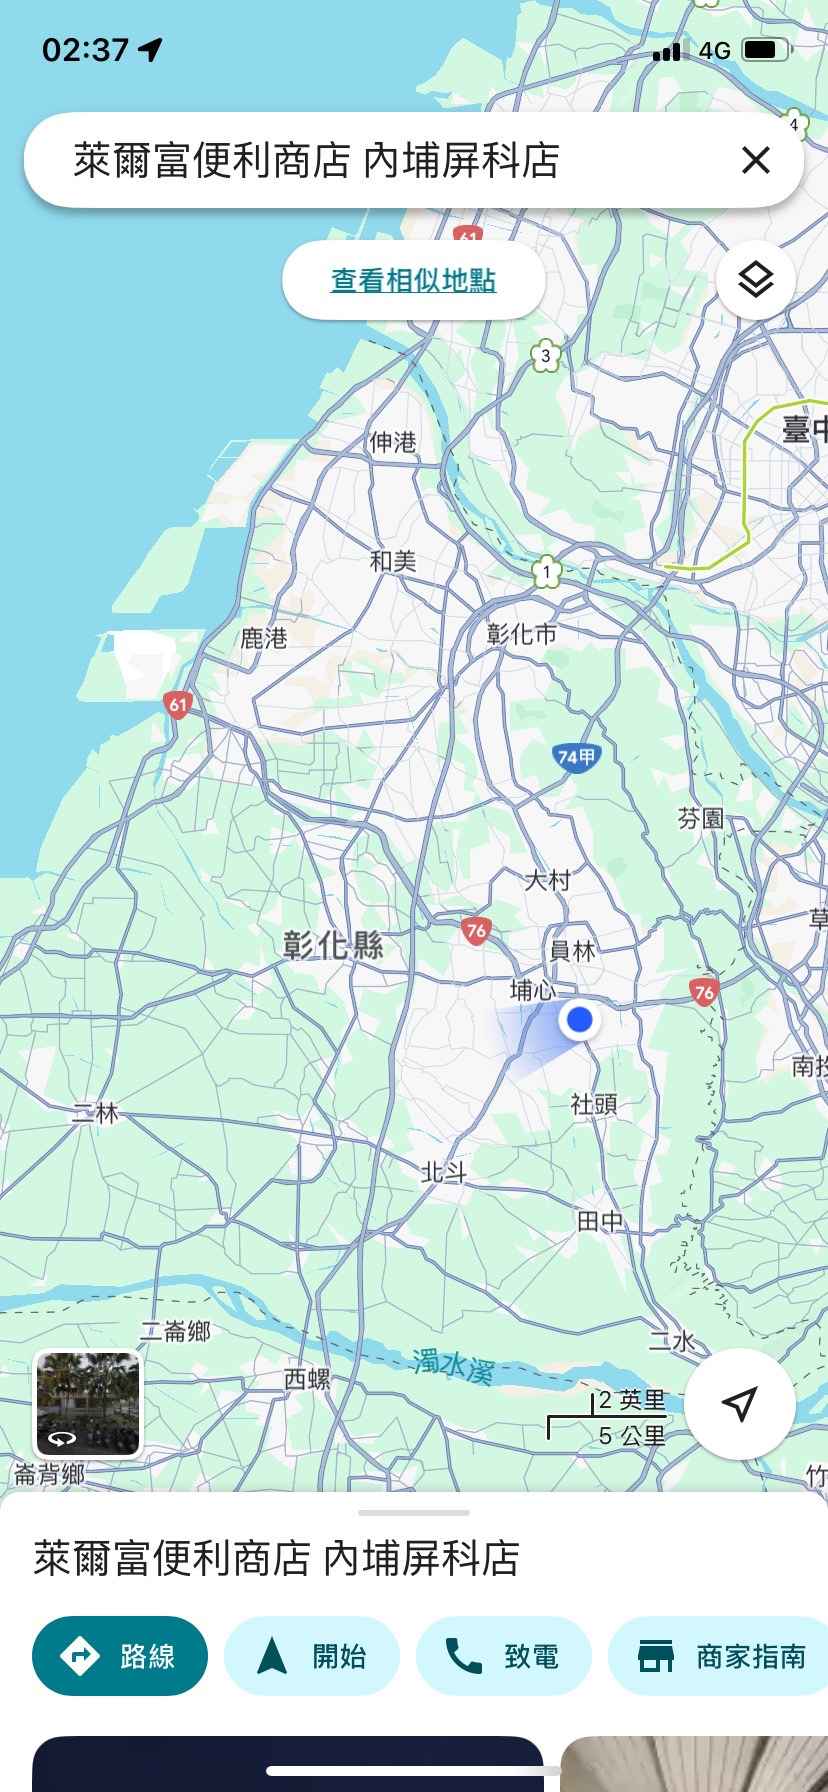 02:37
4G
4
萊爾富便利商店 內埔屏科店
61
查看相似地點
3
伸港
和美
1
鹿港
彰化市
61
74甲
芬園
大村
76
彰化縣
員林
埔心
76
社頭
二林
北斗
田中
二崙鄉
二水
濁水溪
西螺
2 英里
5 公里
崙背鄉
萊爾富便利商店 內埔屏科店
路線
開始
致電
商家指南